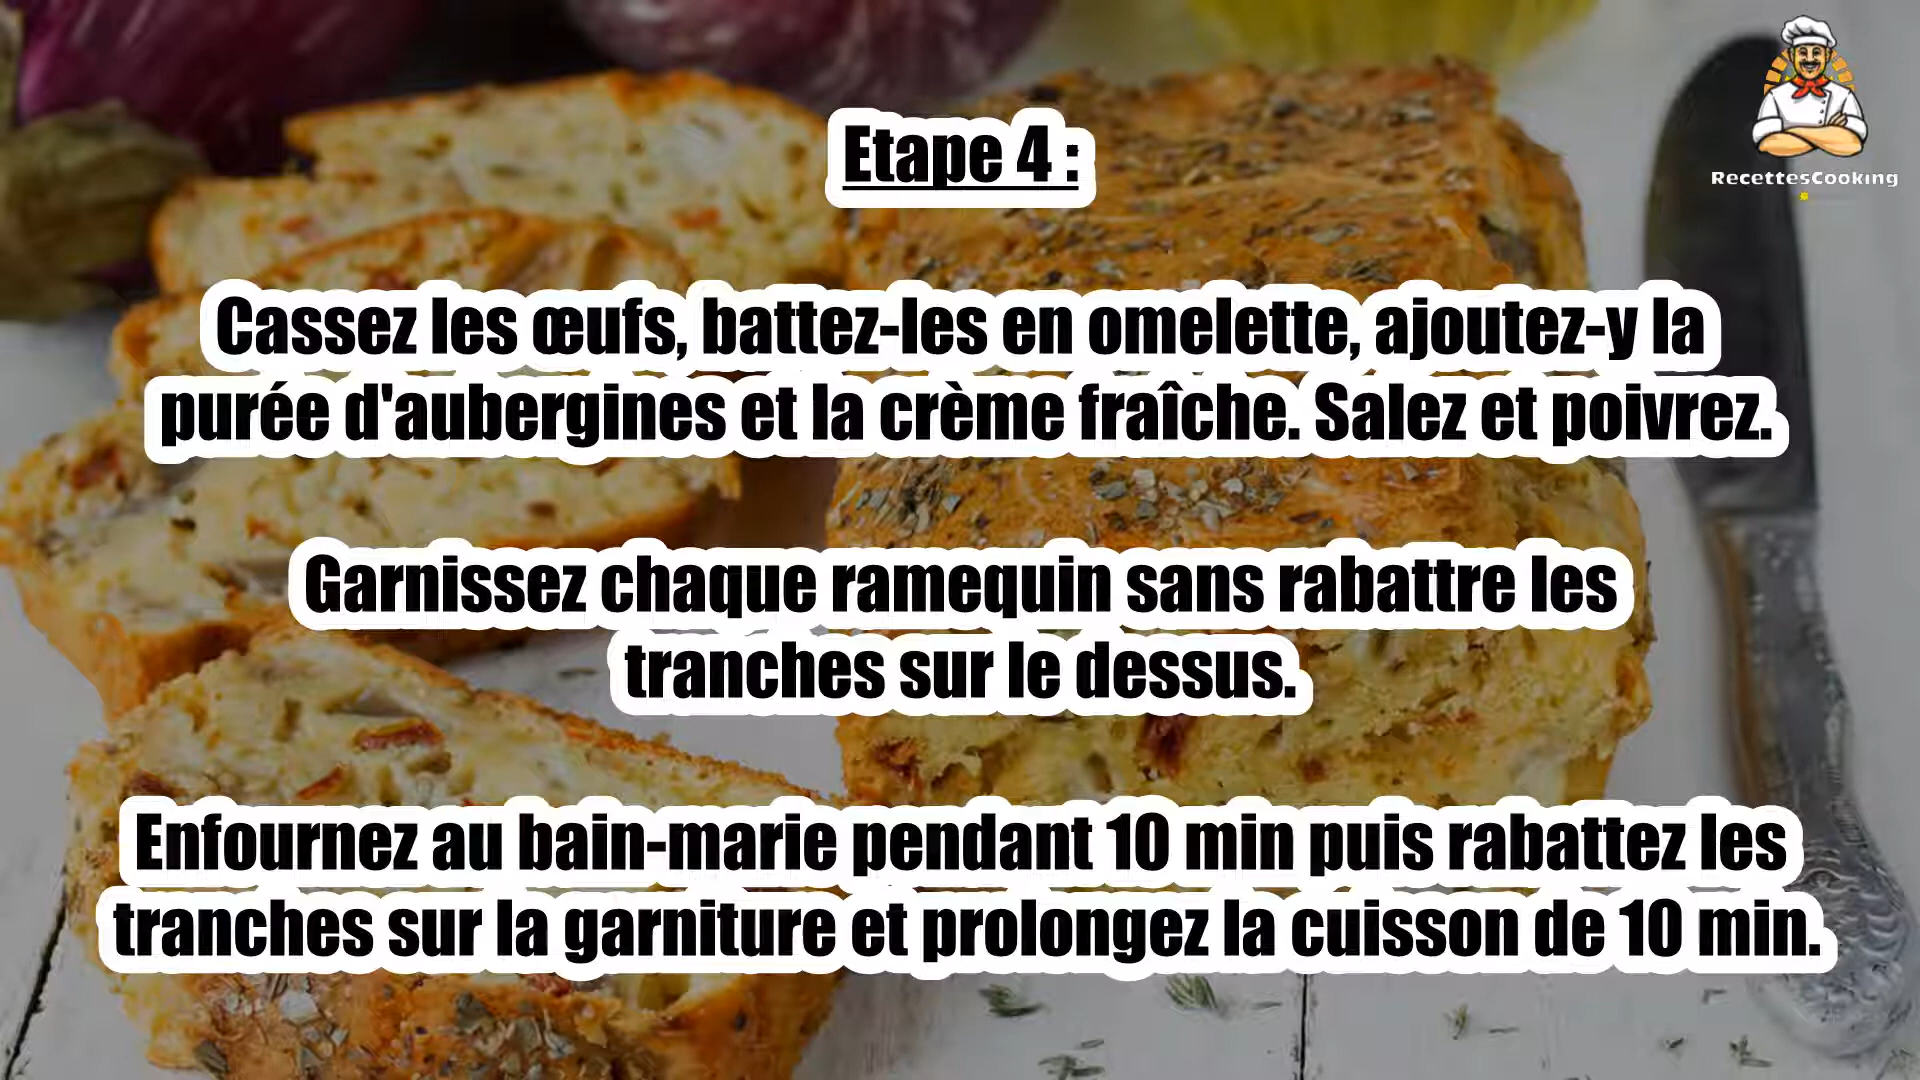 RecettesCooking
Etape 4 :
Cassez les œufs, battez-les en omelette, ajoutez-y la
purée d'aubergines et la crème fraîche. Salez et poivrez.
Garnissez chaque ramequin sans rabattre les
tranches sur le dessus.
Enfournez au bain-marie pendant 10 min puis rabattez les
tranches sur la garniture et prolongez la cuisson de 10 min.